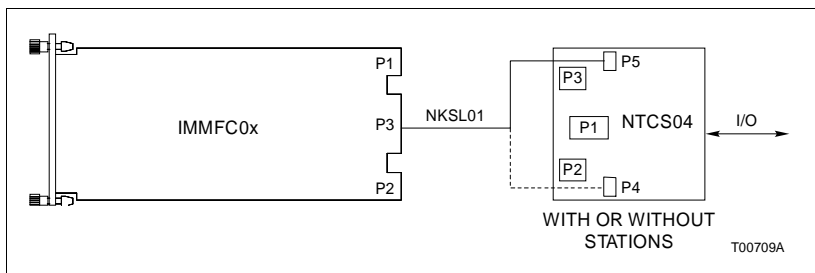 P1
IMMFC0x
P3
P2
NKSL01
P5
P3
P1
NTCS04
I/O
P2
P4
WITH OR WITHOUT
STATIONS
T00709A